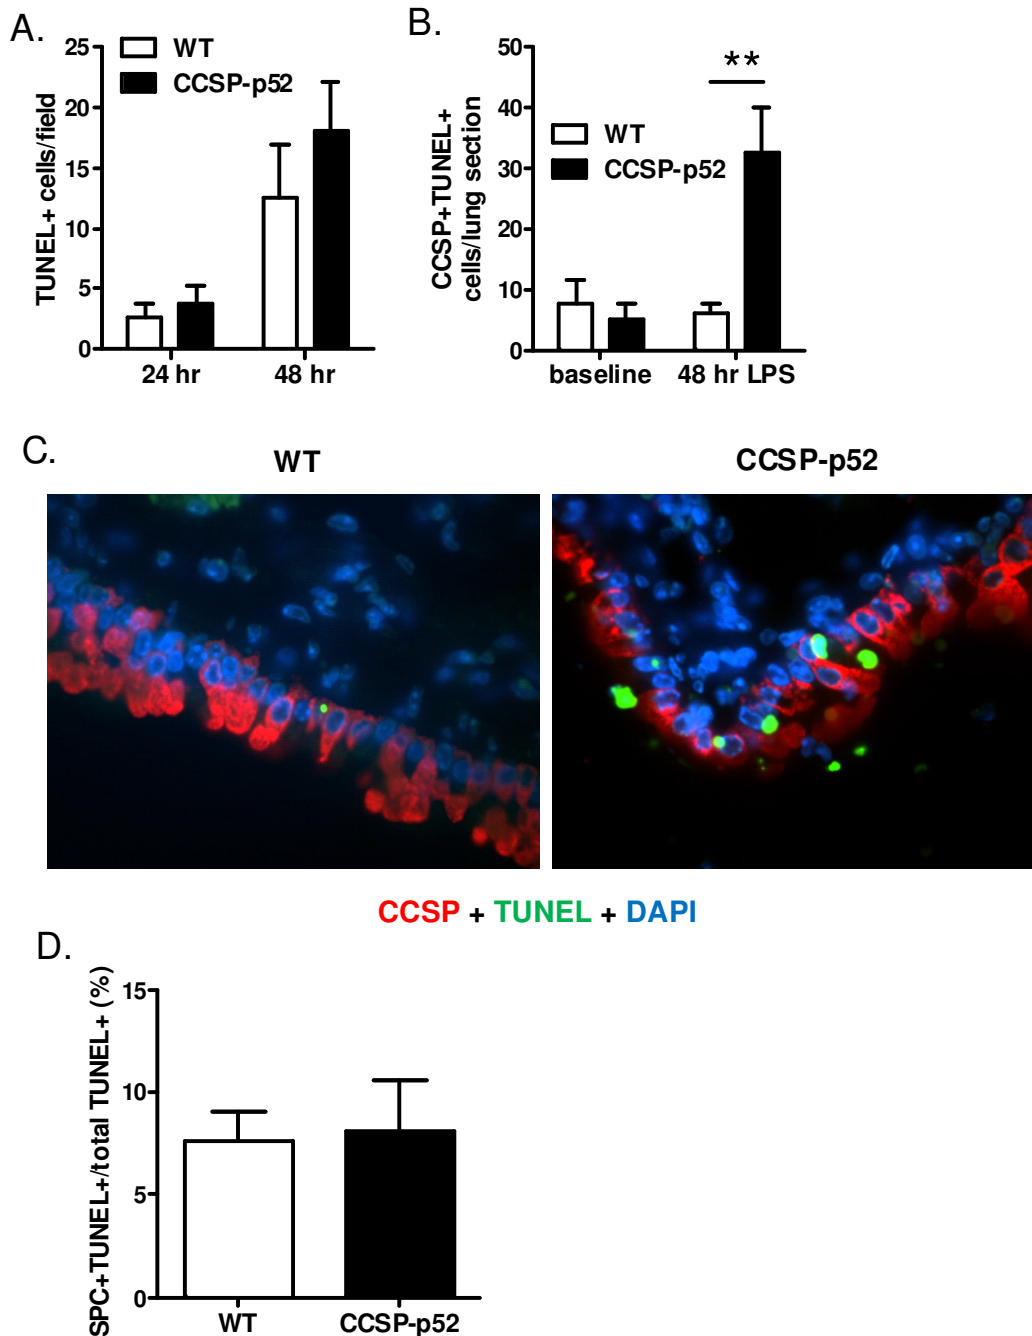 A.
25
20
15
10
5
0
TUNEL+ cells/field
WT
CCSP-p52
24 hr
48 hr
B.
50
40
30
20
10
0
CCSP+TUNEL+
cells/lung section
**
WT
CCSP-p52
baseline
48 hr LPS
C.
WT
CCSP-p52
CCSP + TUNEL + DAPI
D.
15
10
5
0
SPC+TUNEL+/total TUNEL+ (%)
WT
CCSP-p52